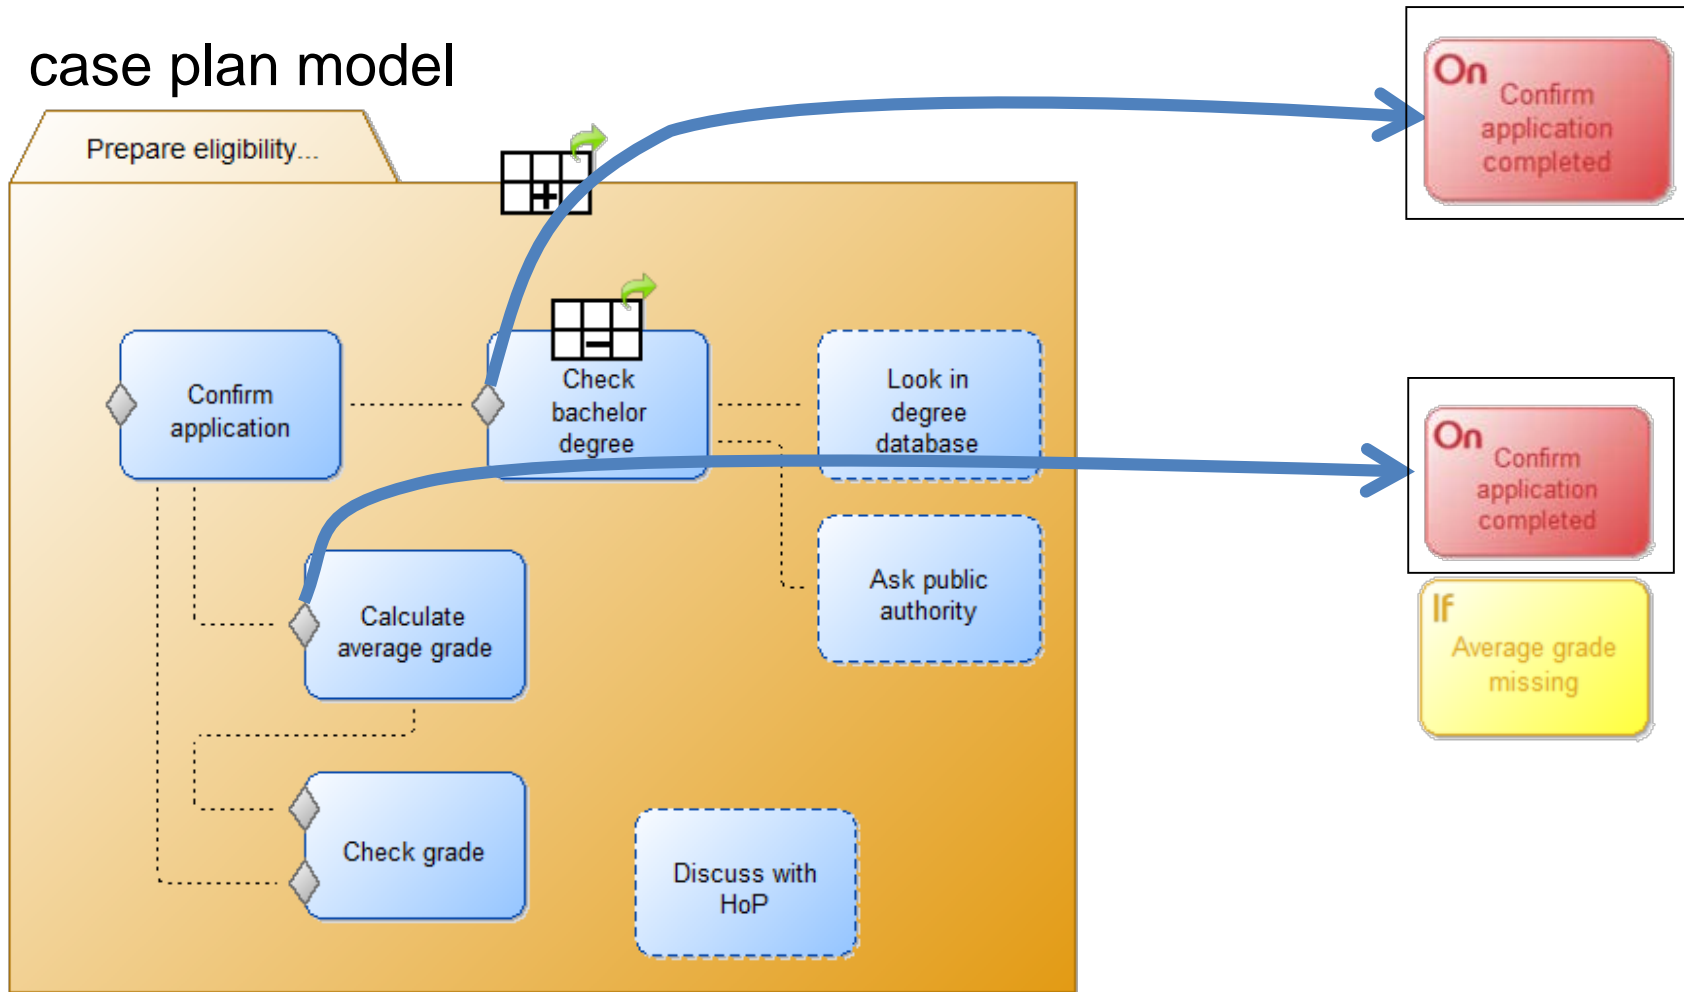 case plan model
Prepare eligibility...
On
Confirm
application
completed
Confirm
application
Check
bachelor
degree
Look in
degree
database
On
Confirm
application
completed
Calculate
average grade
Ask public
authority
If
Average grade
missing
Check grade
Discuss with
HoP